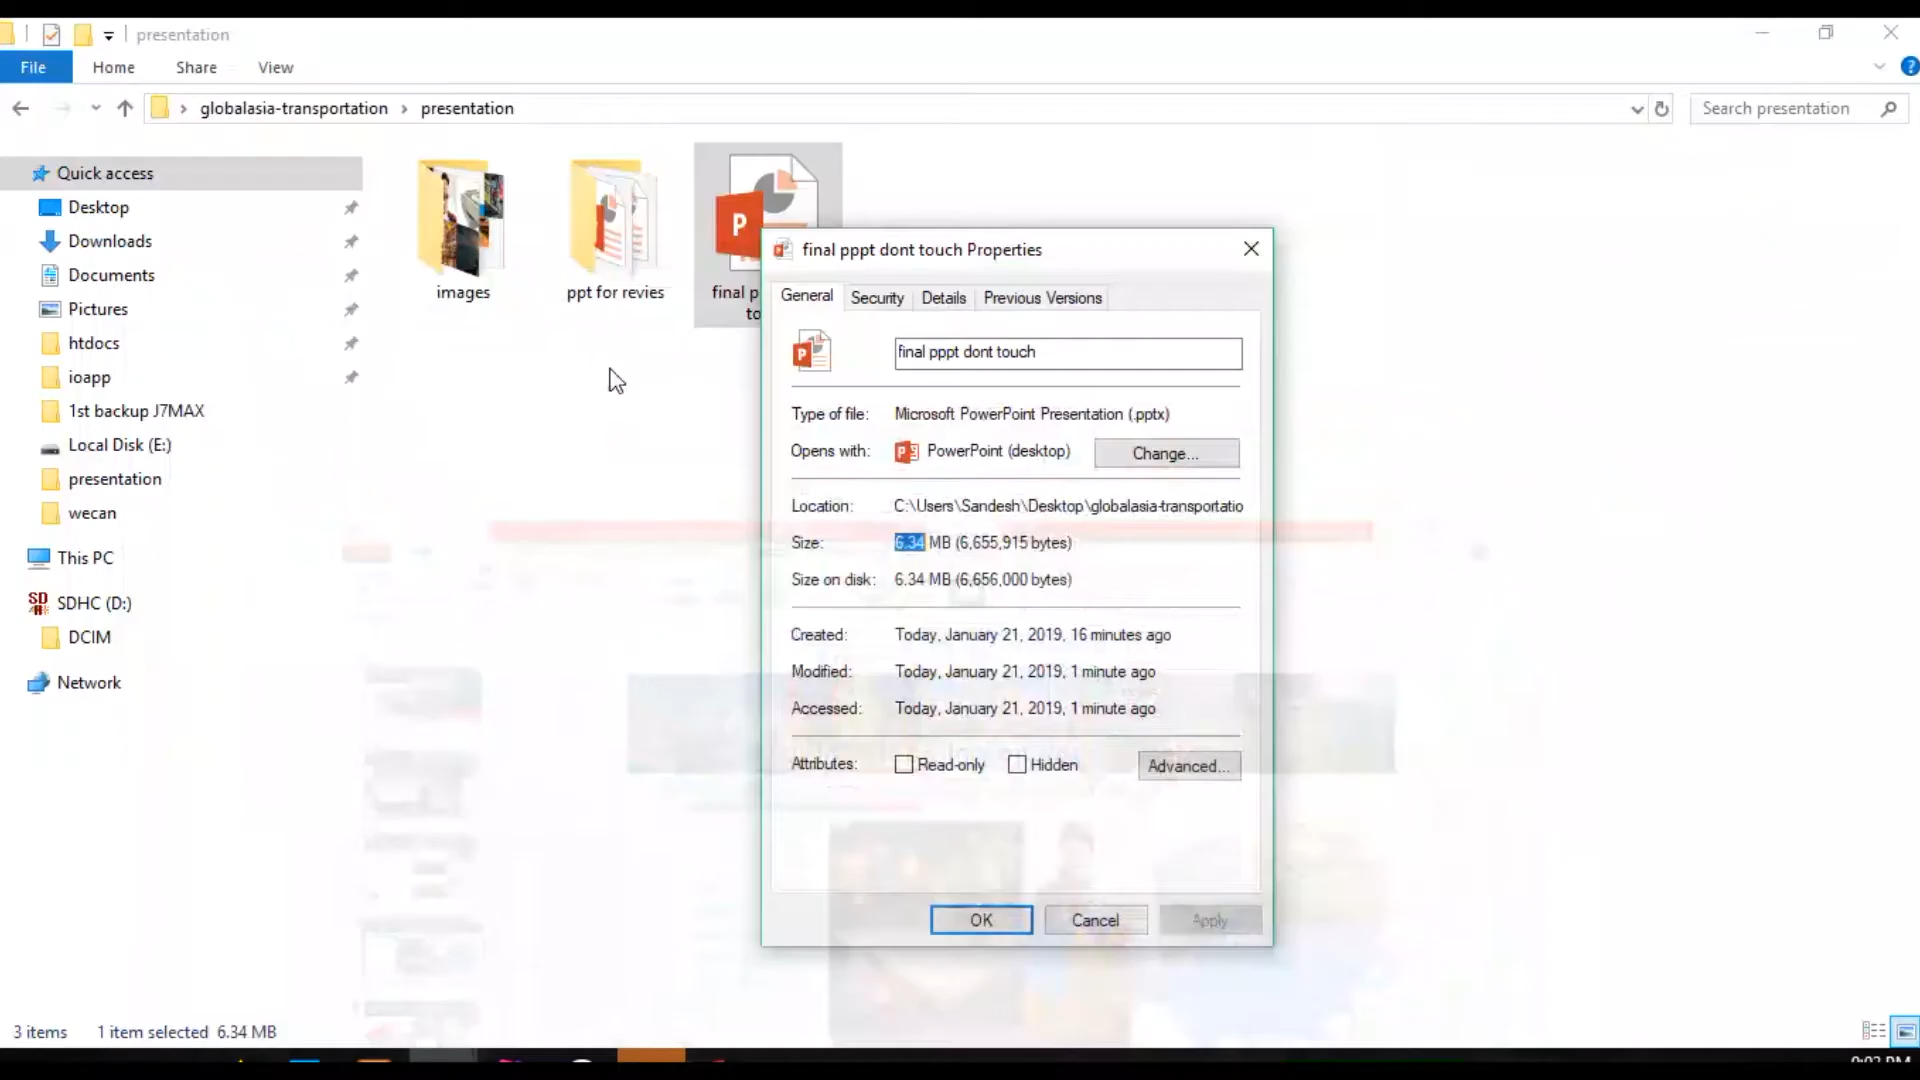 presentation
File Home Share View
globalasia-transportation presentation
Search presentation
Quick access
Desktop
Downloads
Documents
Pictures
htdocs
ioapp
1st backup J7MAX
Local Disk (E:)
presentation
wecan
This PC
SDHC (D:)
DCIM
Network
images
ppt for revies
final p
to
final pppt dont touch Properties
General Security Details Previous Versions
final pppt dont touch
Type of file: Microsoft PowerPoint Presentation (.pptx)
Opens with: PowerPoint (desktop) Change...
Location: C:\Users\Sandesh\Desktop\globalasia-transportatio
Size: 6.34 MB (6,655,915 bytes)
Size on disk: 6.34 MB (6,656,000 bytes)
Created: Today, January 21, 2019, 16 minutes ago
Modified: Today, January 21, 2019, 1 minute ago
Accessed: Today, January 21, 2019, 1 minute ago
Attributes: Read-only Hidden Advanced...
OK Cancel Apply
3 items 1 item selected 6.34 MB